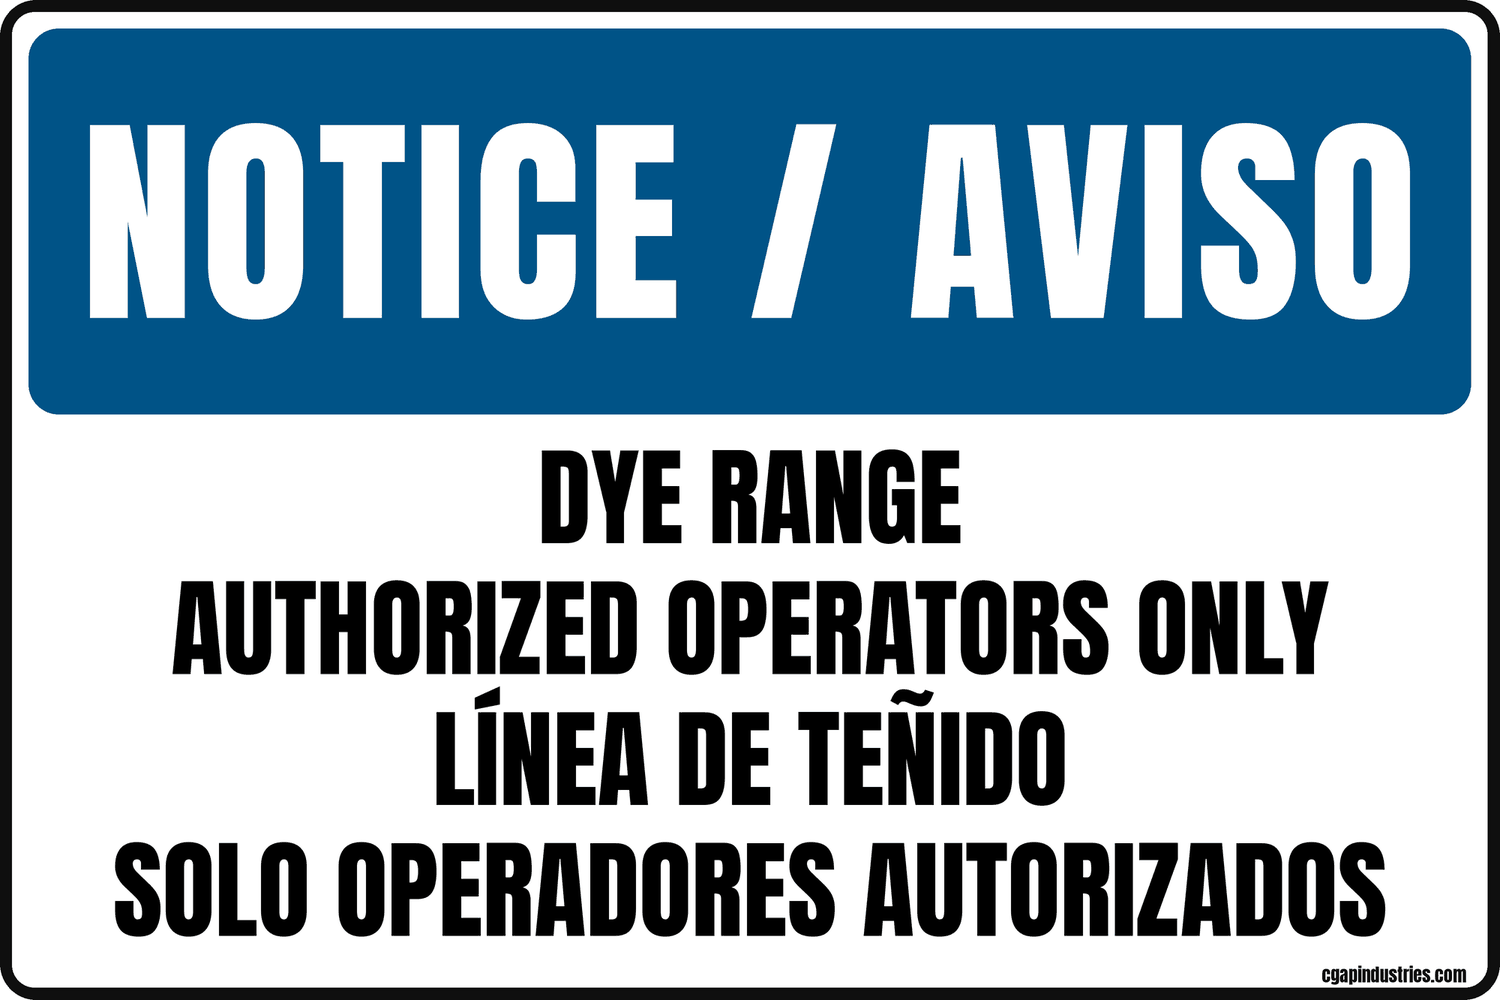 NOTICE / AVISO
DYE RANGE
AUTHORIZED OPERATORS ONLY
LÍNEA DE TEÑIDO
SOLO OPERADORES AUTORIZADOS
cgapindustries.com